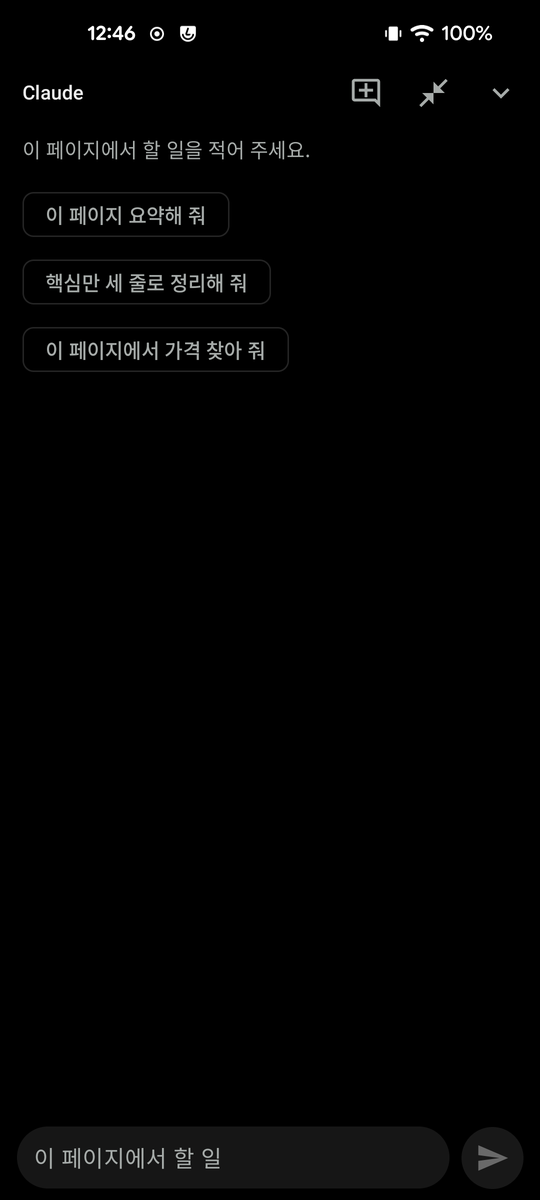 12:46
100%
Claude
이 페이지에서 할 일을 적어 주세요.
이 페이지 요약해 줘
핵심만 세 줄로 정리해 줘
이 페이지에서 가격 찾아 줘
이 페이지에서 할 일